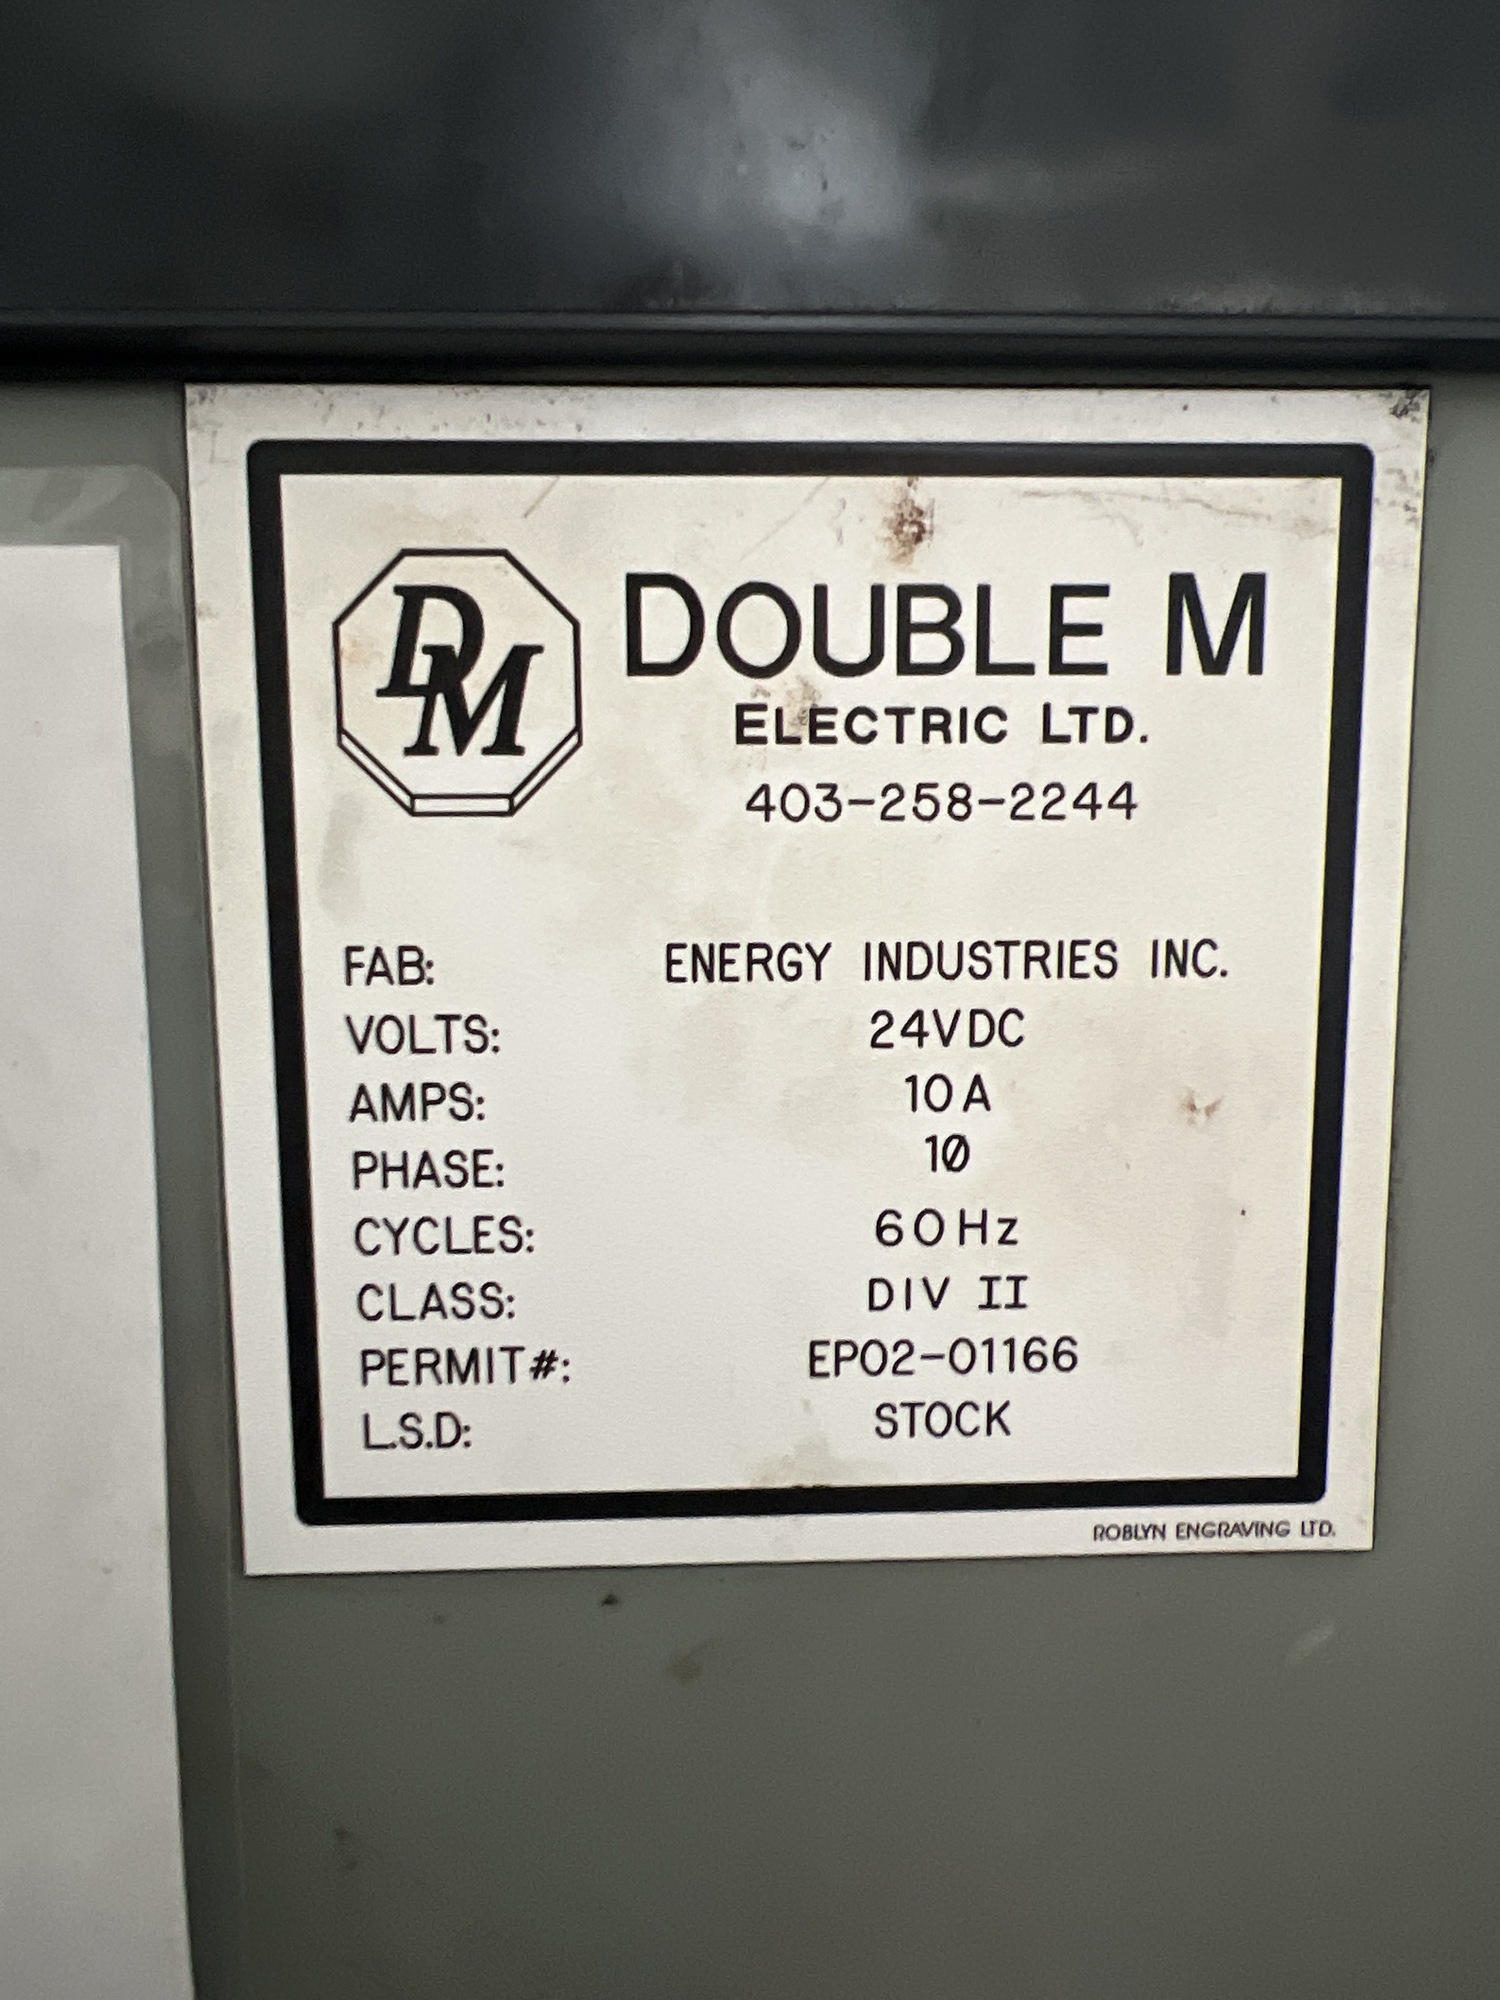 DM
DOUBLE M
ELECTRIC LTD.
403-258-2244
FAB: ENERGY INDUSTRIES INC.
VOLTS: 24VDC
AMPS: 10A
PHASE: 1Ø
CYCLES: 60Hz
CLASS: DIV II
PERMIT#: EP02-01166
L.S.D: STOCK
ROBLYN ENGRAVING LTD.